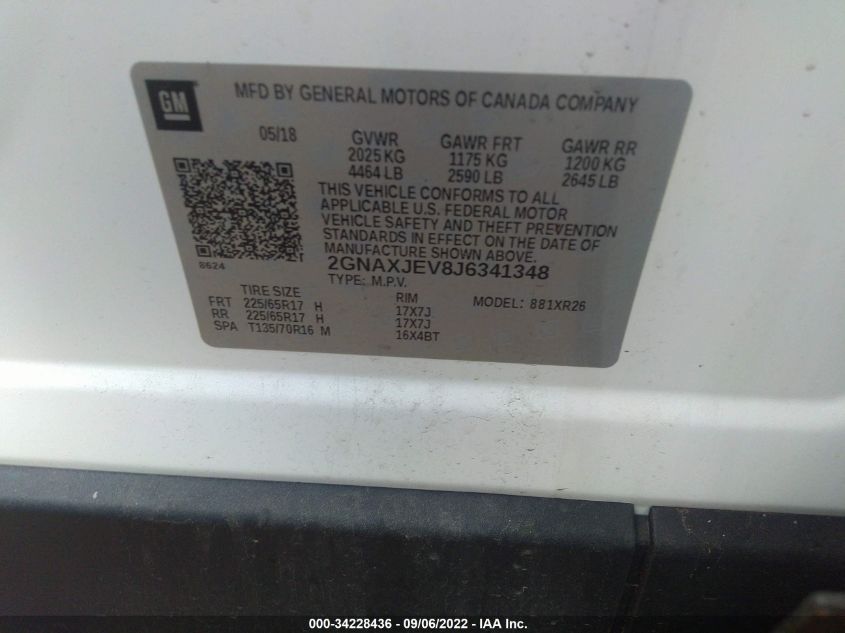 GM
MFD BY GENERAL MOTORS OF CANADA COMPANY
05/18 GVWR GAWR FRT GAWR RR
2025 KG 1175 KG 1200 KG
4464 LB 2590 LB 2645 LB
THIS VEHICLE CONFORMS TO ALL
APPLICABLE U.S. FEDERAL MOTOR
VEHICLE SAFETY AND THEFT PREVENTION
STANDARDS IN EFFECT ON THE DATE OF
MANUFACTURE SHOWN ABOVE.
8624
2GNAXJEV8J6341348
TYPE: M.P.V.
TIRE SIZE RIM MODEL: 881XR26
FRT 225/65R17 H 17X7J
RR 225/65R17 H 17X7J
SPA T135/70R16 M 16X4BT
000-34228436 - 09/06/2022 - IAA Inc.